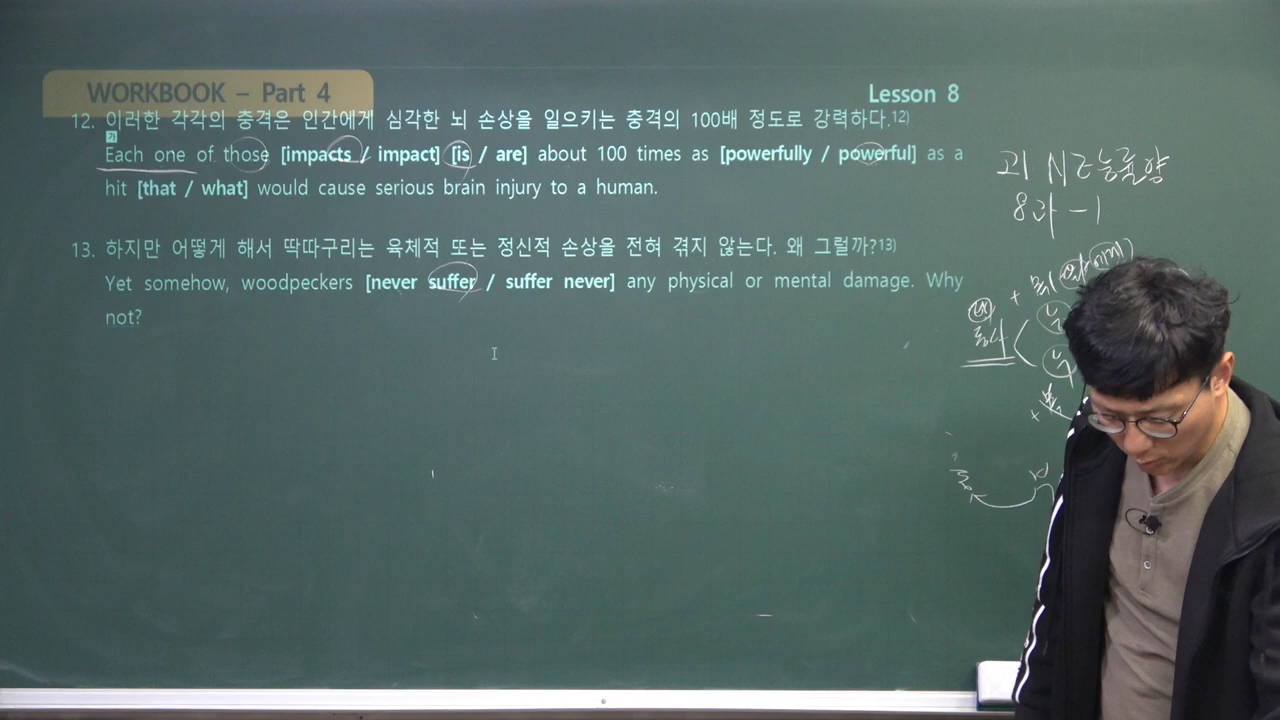 WORKBOOK – Part 4
Lesson 8
12. 이러한 각각의 충격은 인간에게 심각한 뇌 손상을 일으키는 충격의 100배 정도로 강력하다.12)
Each one of those [impacts / impact] [is / are] about 100 times as [powerfully / powerful] as a
hit [that / what] would cause serious brain injury to a human.
13. 하지만 어떻게 해서 딱따구리는 육체적 또는 정신적 손상을 전혀 겪지 않는다. 왜 그럴까?13)
Yet somehow, woodpeckers [never suffer / suffer never] any physical or mental damage. Why
not?
고1 NE능률양
8과 -1
동사